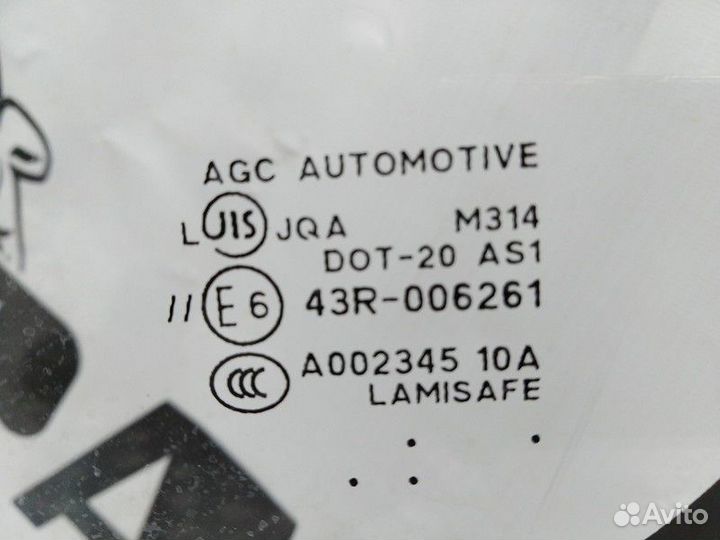 AGC AUTOMOTIVE
L JIS JQA M314
DOT-20 AS1
II E6 43R-006261
CCC A002345 10A
LAMISAFE
Avito